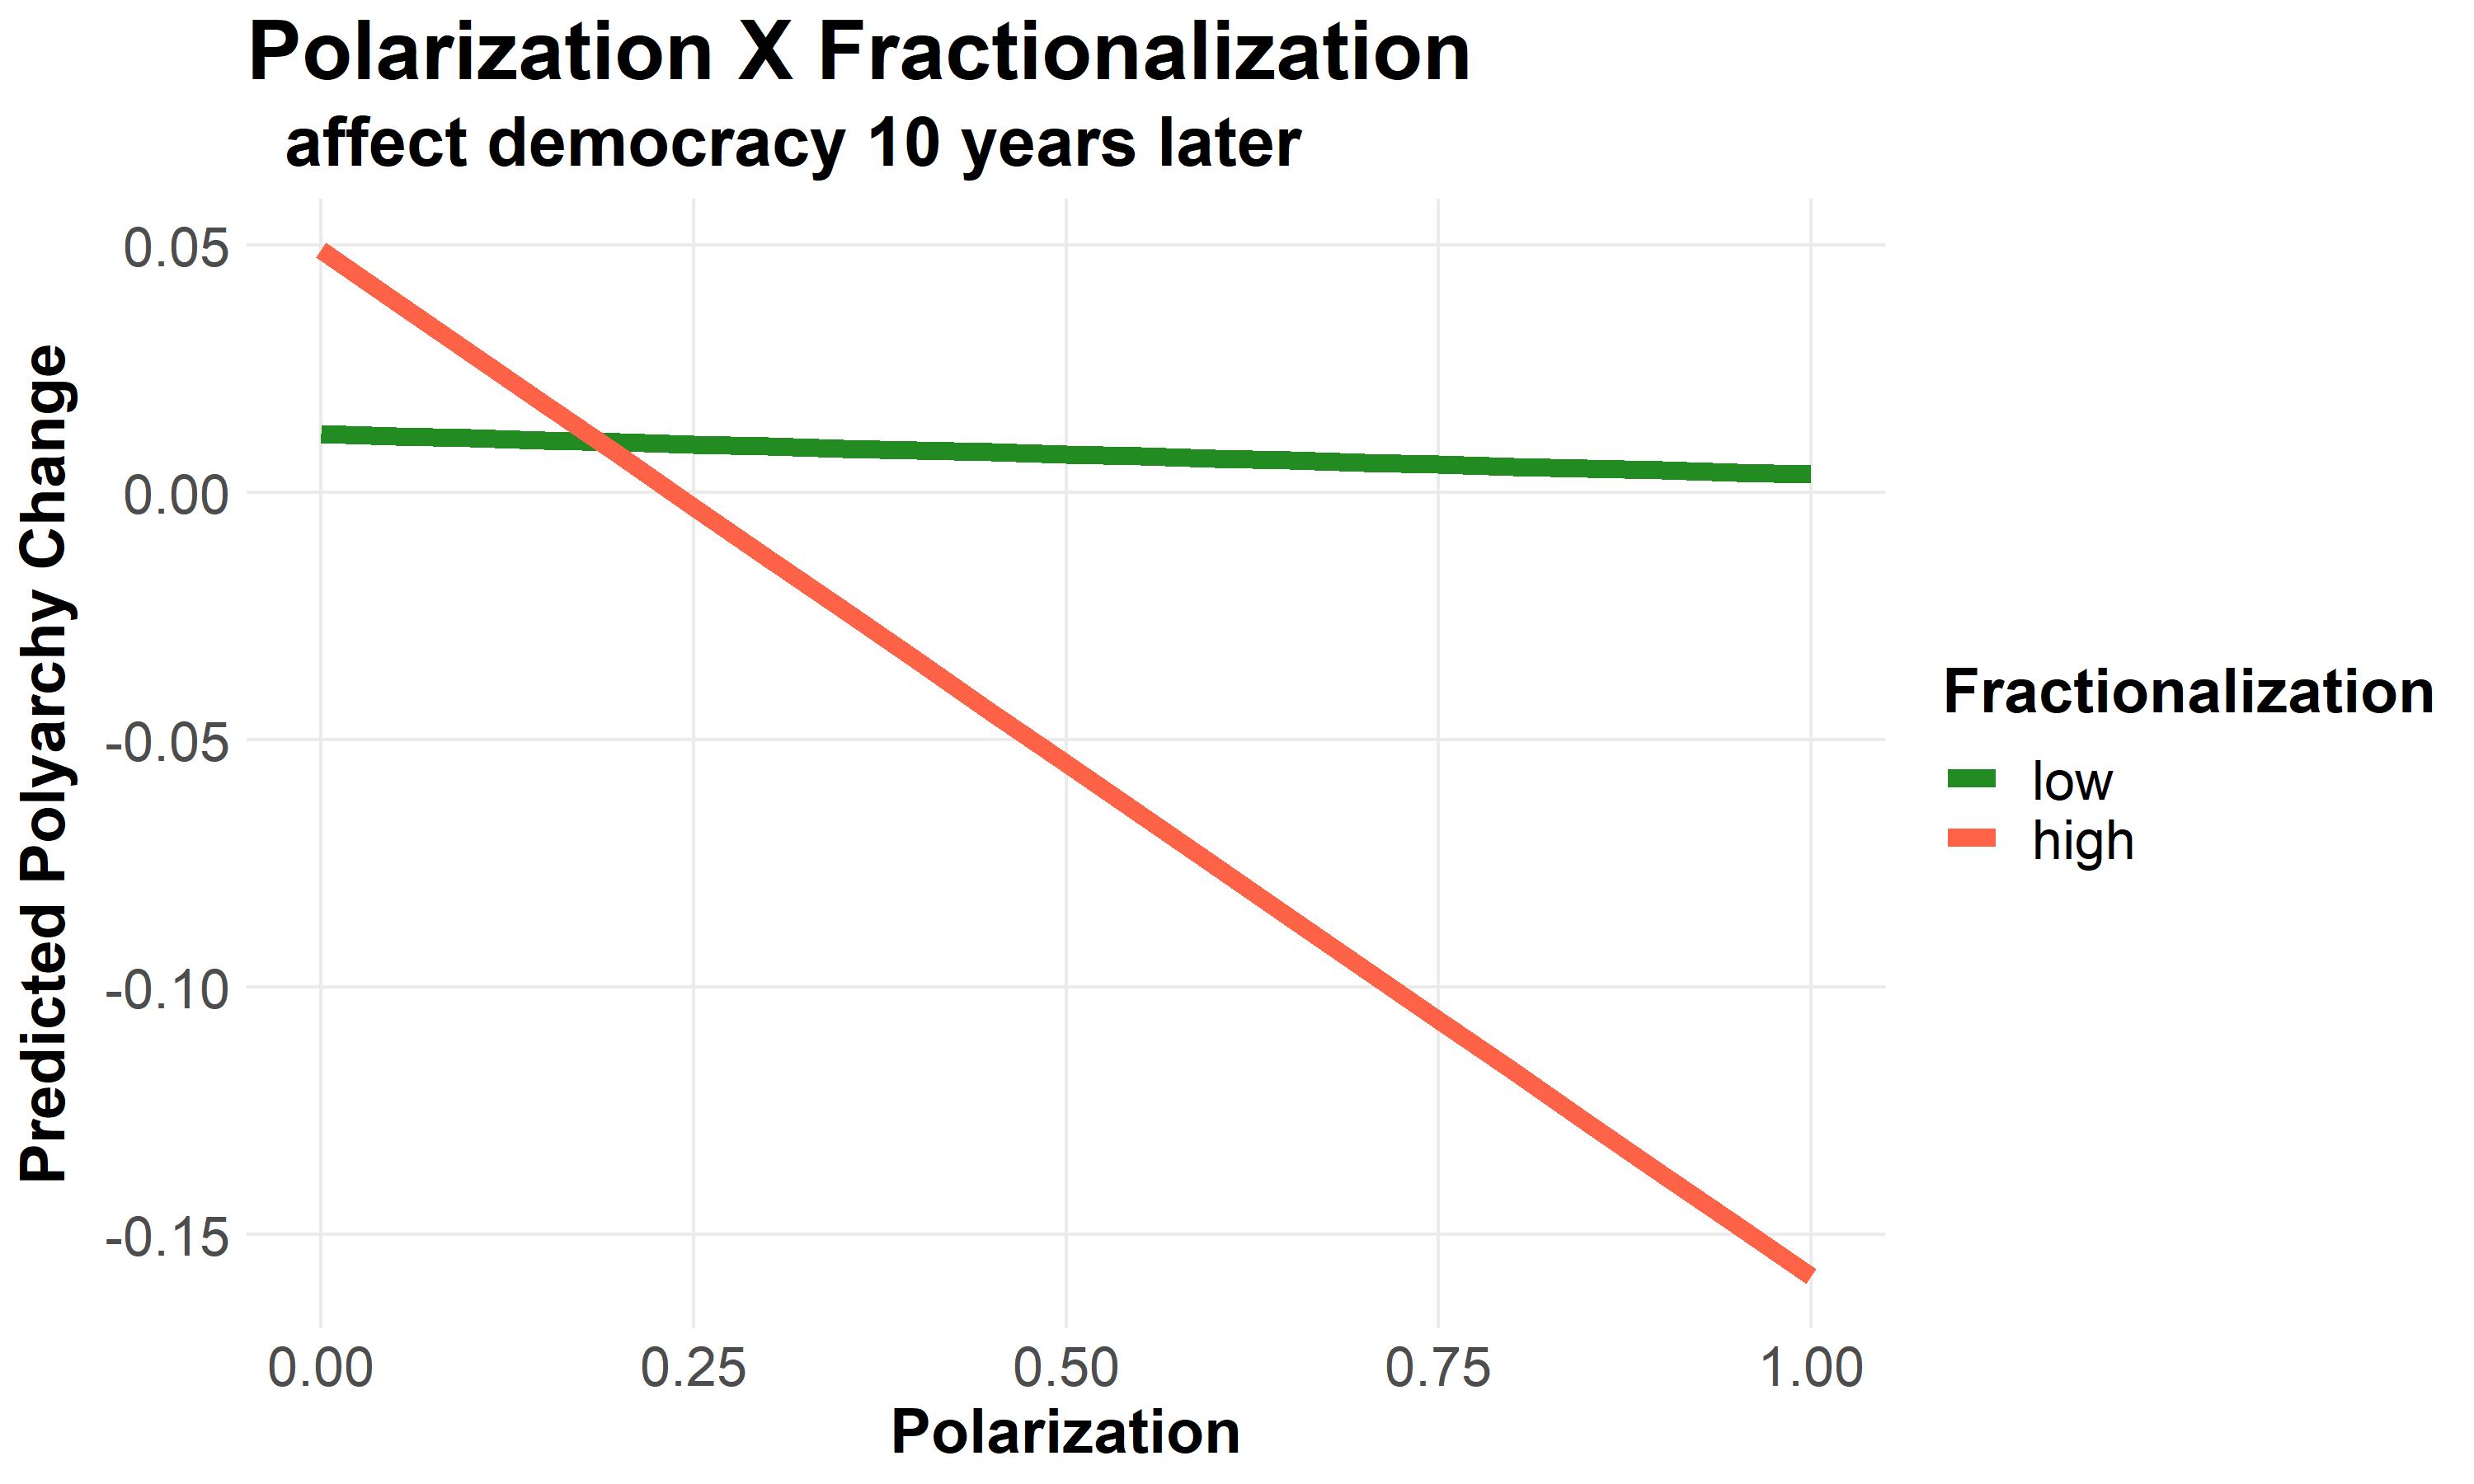 Polarization X Fractionalization
affect democracy 10 years later
Predicted Polyarchy Change
0.05
0.00
-0.05
-0.10
-0.15
0.00 0.25 0.50 0.75 1.00
Polarization
Fractionalization
low
high